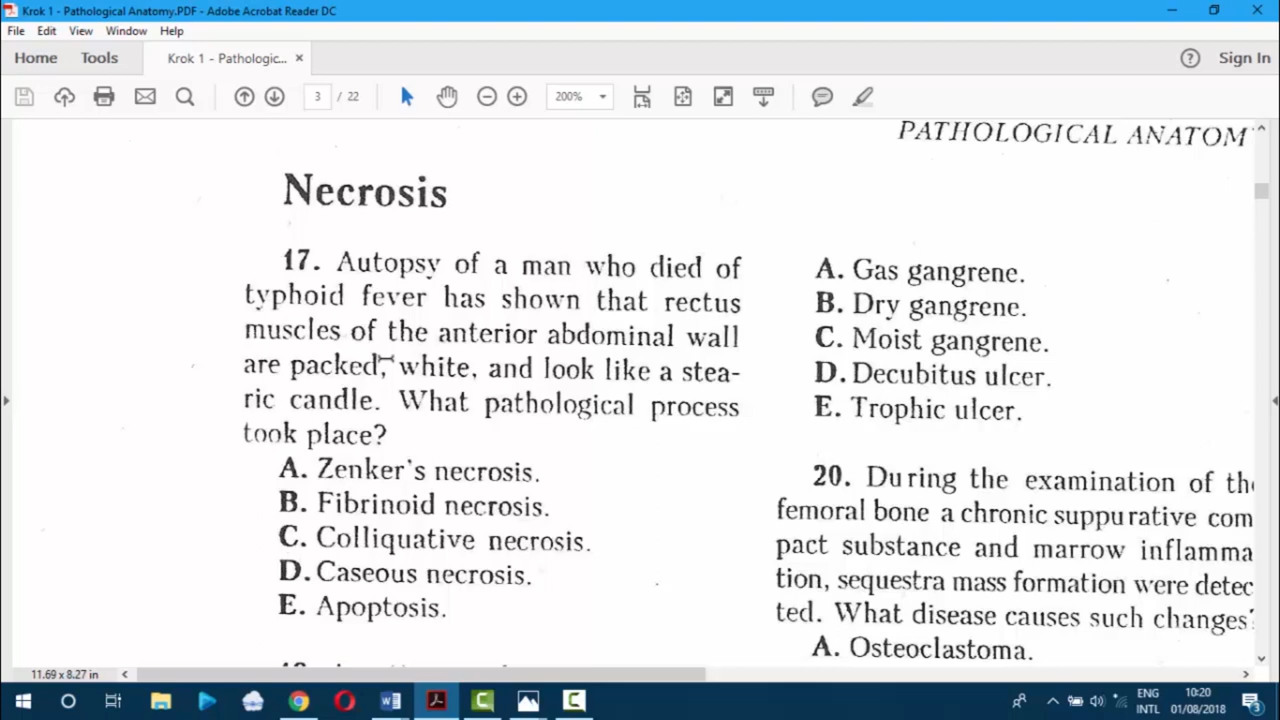 Krok 1 - Pathological Anatomy.PDF - Adobe Acrobat Reader DC
File Edit View Window Help
Home Tools Krok 1 - Pathologic... × Sign In
3 / 22 200%
PATHOLOGICAL ANATOM
Necrosis
17. Autopsy of a man who died of
typhoid fever has shown that rectus
muscles of the anterior abdominal wall
are packed, white, and look like a stea-
ric candle. What pathological process
took place?
A. Zenker's necrosis.
B. Fibrinoid necrosis.
C. Colliquative necrosis.
D. Caseous necrosis.
E. Apoptosis.
A. Gas gangrene.
B. Dry gangrene.
C. Moist gangrene.
D. Decubitus ulcer.
E. Trophic ulcer.
20. During the examination of the
femoral bone a chronic suppurative com
pact substance and marrow inflamma
tion, sequestra mass formation were detec
ted. What disease causes such changes?
A. Osteoclastoma.
11.69 x 8.27 in
ENG 10:20
INTL 01/08/2018 3